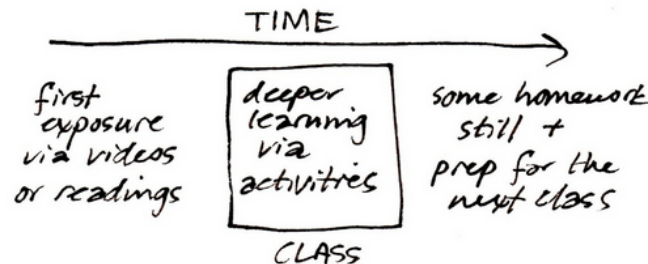 TIME
first
exposure
via videos
or readings
deeper
learning
via
activities
CLASS
some homework
still +
prep for the
next class